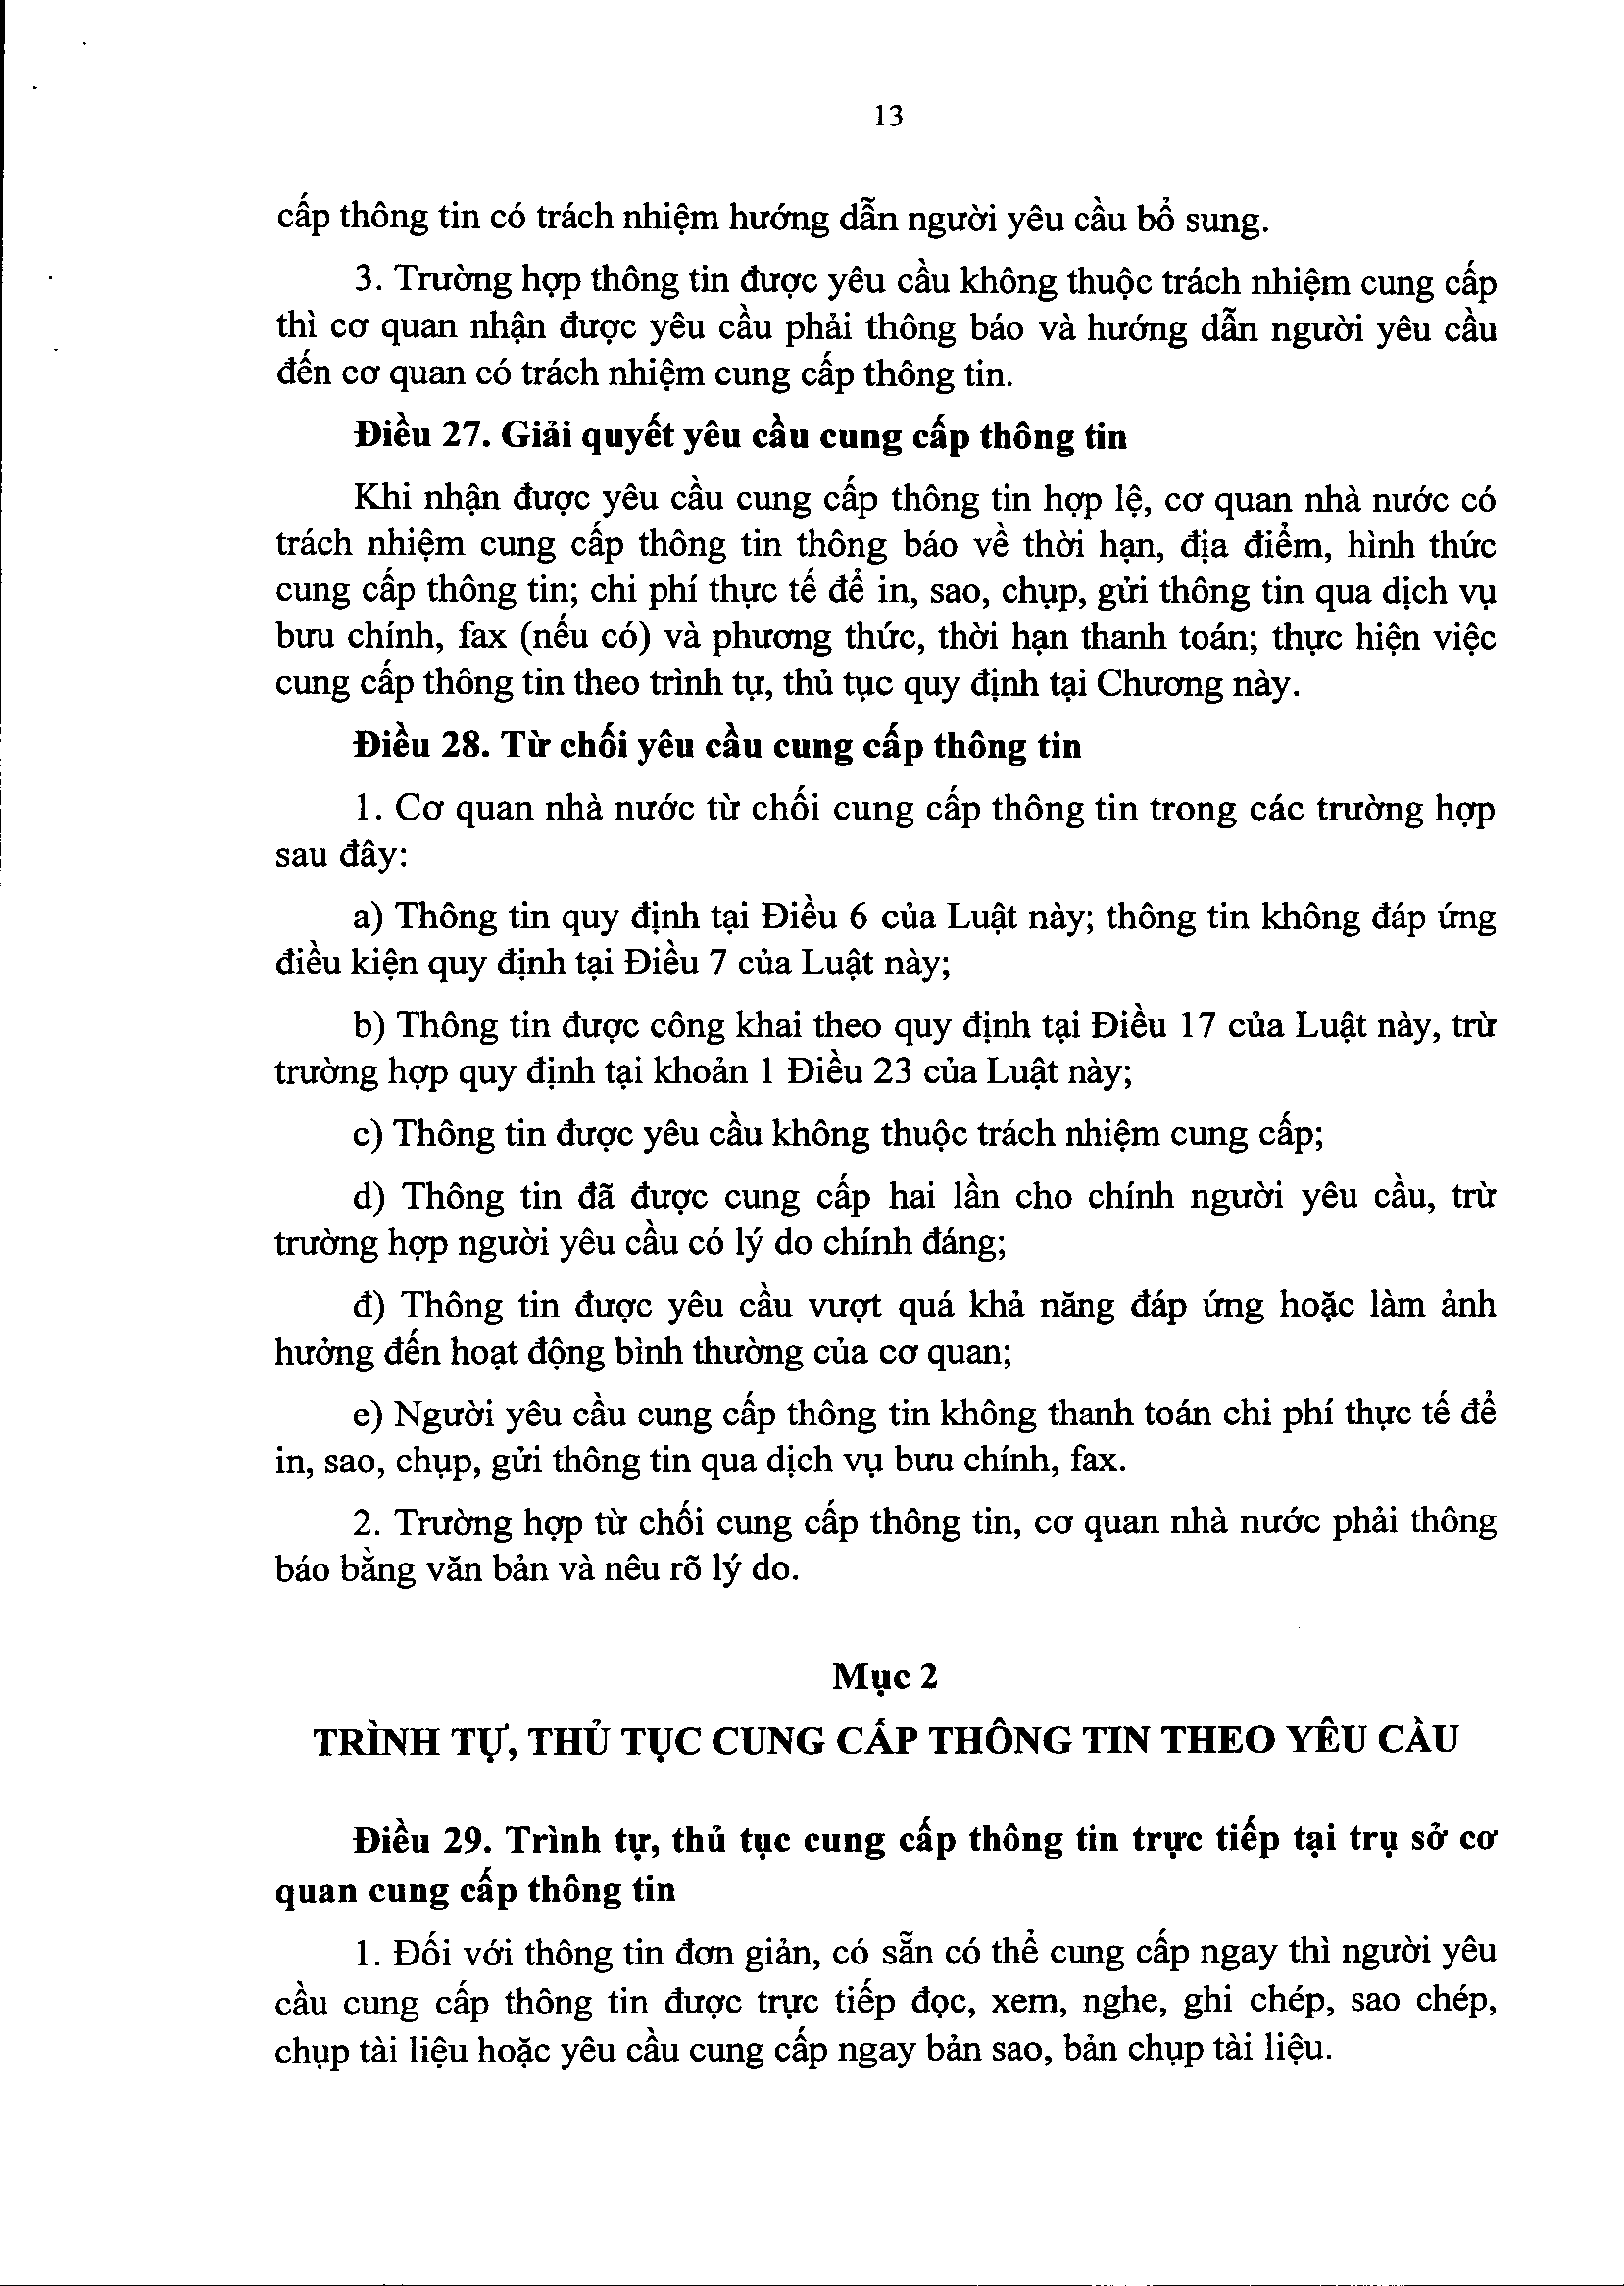 13
cấp thông tin có trách nhiệm hướng dẫn người yêu cầu bổ sung.
3. Trường hợp thông tin được yêu cầu không thuộc trách nhiệm cung cấp
thì cơ quan nhận được yêu cầu phải thông báo và hướng dẫn người yêu cầu
đến cơ quan có trách nhiệm cung cấp thông tin.
Điều 27. Giải quyết yêu cầu cung cấp thông tin
Khi nhận được yêu cầu cung cấp thông tin hợp lệ, cơ quan nhà nước có
trách nhiệm cung cấp thông tin thông báo về thời hạn, địa điểm, hình thức
cung cấp thông tin; chi phí thực tế để in, sao, chụp, gửi thông tin qua dịch vụ
bưu chính, fax (nếu có) và phương thức, thời hạn thanh toán; thực hiện việc
cung cấp thông tin theo trình tự, thủ tục quy định tại Chương này.
Điều 28. Từ chối yêu cầu cung cấp thông tin
1. Cơ quan nhà nước từ chối cung cấp thông tin trong các trường hợp
sau đây:
a) Thông tin quy định tại Điều 6 của Luật này; thông tin không đáp ứng
điều kiện quy định tại Điều 7 của Luật này;
b) Thông tin được công khai theo quy định tại Điều 17 của Luật này, trừ
trường hợp quy định tại khoản 1 Điều 23 của Luật này;
c) Thông tin được yêu cầu không thuộc trách nhiệm cung cấp;
d) Thông tin đã được cung cấp hai lần cho chính người yêu cầu, trừ
trường hợp người yêu cầu có lý do chính đáng;
đ) Thông tin được yêu cầu vượt quá khả năng đáp ứng hoặc làm ảnh
hưởng đến hoạt động bình thường của cơ quan;
e) Người yêu cầu cung cấp thông tin không thanh toán chi phí thực tế để
in, sao, chụp, gửi thông tin qua dịch vụ bưu chính, fax.
2. Trường hợp từ chối cung cấp thông tin, cơ quan nhà nước phải thông
báo bằng văn bản và nêu rõ lý do.
Mục 2
TRÌNH TỰ, THỦ TỤC CUNG CẤP THÔNG TIN THEO YÊU CẦU
Điều 29. Trình tự, thủ tục cung cấp thông tin trực tiếp tại trụ sở cơ
quan cung cấp thông tin
1. Đối với thông tin đơn giản, có sẵn có thể cung cấp ngay thì người yêu
cầu cung cấp thông tin được trực tiếp đọc, xem, nghe, ghi chép, sao chép,
chụp tài liệu hoặc yêu cầu cung cấp ngay bản sao, bản chụp tài liệu.